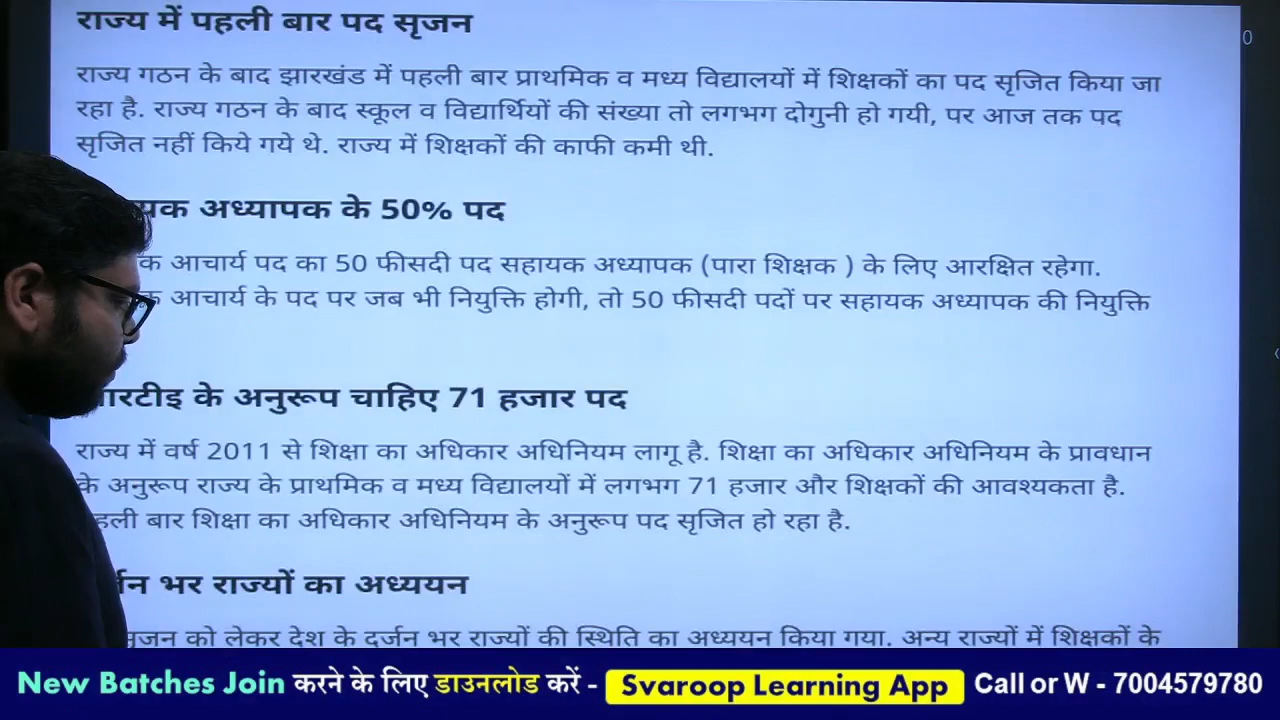 राज्य में पहली बार पद सृजन
राज्य गठन के बाद झारखंड में पहली बार प्राथमिक व मध्य विद्यालयों में शिक्षकों का पद सृजित किया जा
रहा है. राज्य गठन के बाद स्कूल व विद्यार्थियों की संख्या तो लगभग दोगुनी हो गयी, पर आज तक पद
सृजित नहीं किये गये थे. राज्य में शिक्षकों की काफी कमी थी.
अध्यापक के 50% पद
आचार्य पद का 50 फीसदी पद सहायक अध्यापक (पारा शिक्षक ) के लिए आरक्षित रहेगा.
आचार्य के पद पर जब भी नियुक्ति होगी, तो 50 फीसदी पदों पर सहायक अध्यापक की नियुक्ति
के अनुरूप चाहिए 71 हजार पद
राज्य में वर्ष 2011 से शिक्षा का अधिकार अधिनियम लागू है. शिक्षा का अधिकार अधिनियम के प्रावधान
के अनुरूप राज्य के प्राथमिक व मध्य विद्यालयों में लगभग 71 हजार और शिक्षकों की आवश्यकता है.
बार शिक्षा का अधिकार अधिनियम के अनुरूप पद सृजित हो रहा है.
भर राज्यों का अध्ययन
को लेकर देश के दर्जन भर राज्यों की स्थिति का अध्ययन किया गया. अन्य राज्यों में शिक्षकों के
New Batches Join करने के लिए डाउनलोड करें - Svaroop Learning App Call or W - 7004579780